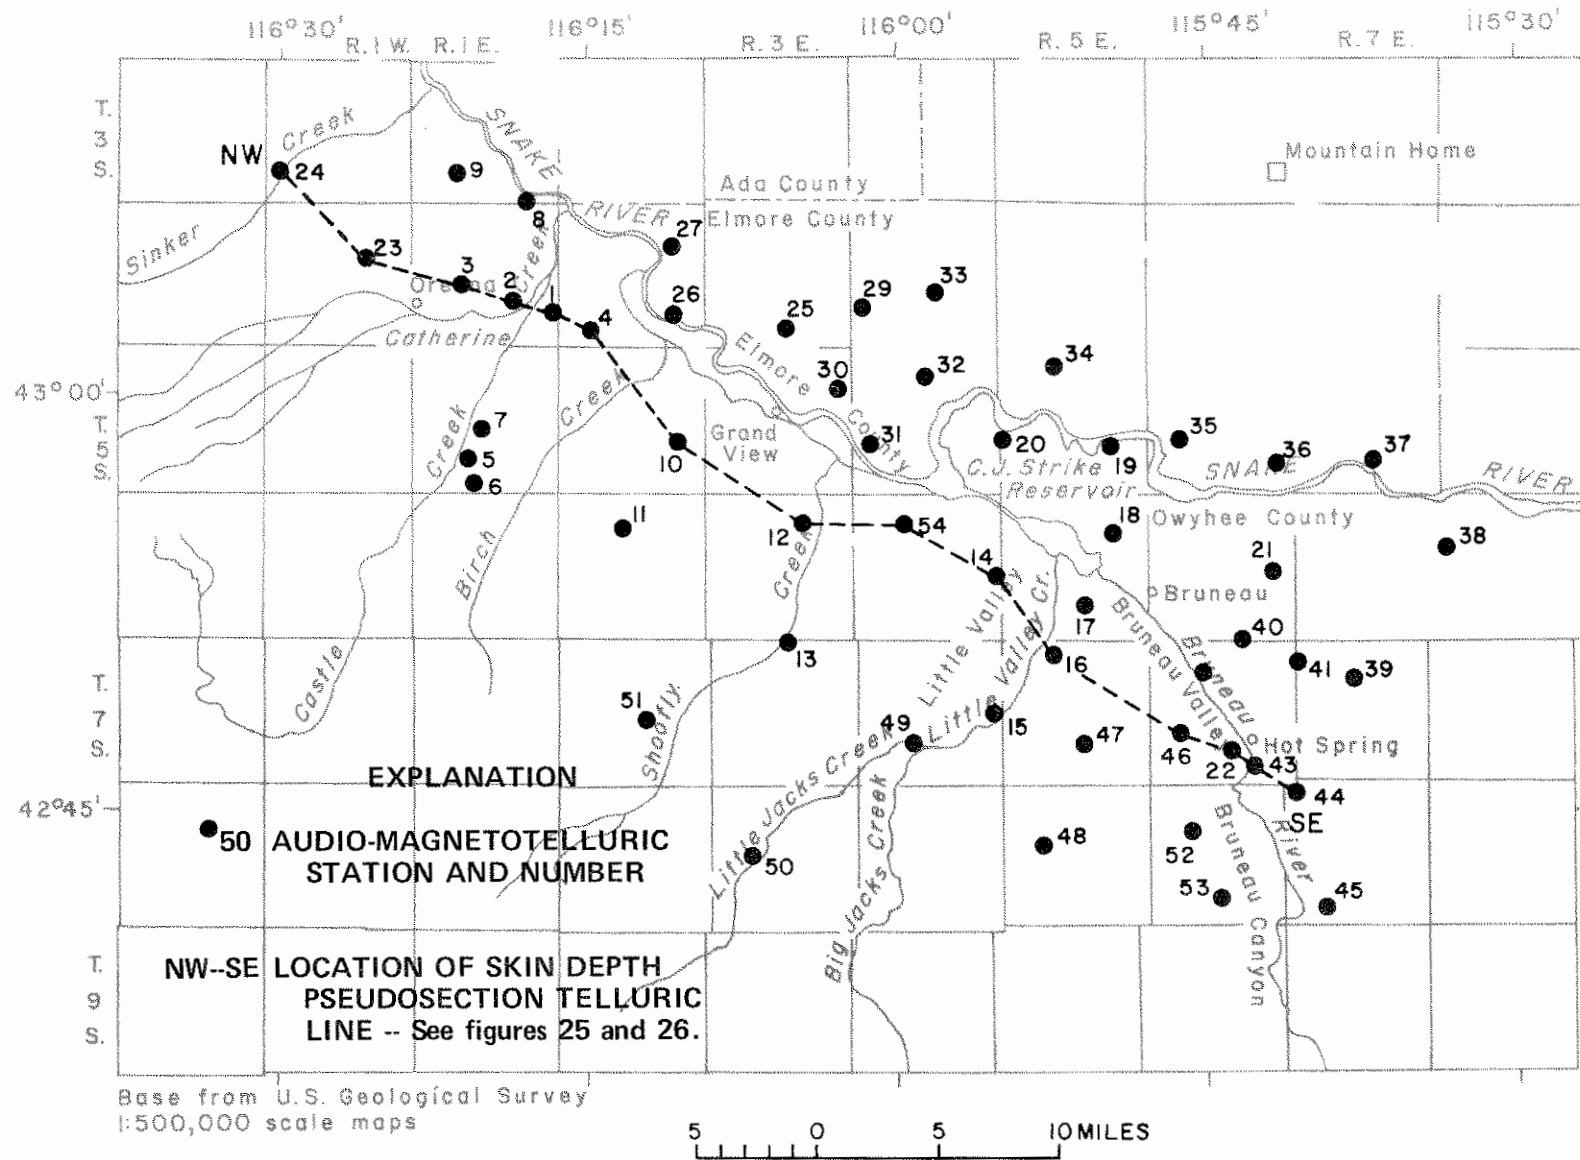 116°30'
116°15'
116°00'
115°45'
115°30'
R.1W. R.1E.
R.3E.
R.5E.
R.7E.
T.
3
S.
NW
24
Creek
Sinker
9
SNAKE
RIVER
8
Ada County
Elmore County
Mountain Home
27
23
3
2
1
4
Creek
Catherine
26
25
29
33
30
32
34
Elmore
County
43°00'
T.
5
S.
7
5
6
Creek
Creek
10
Grand
View
31
20
19
35
36
37
C.J. Strike
Reservoir
SNAKE
RIVER
11
12
54
14
18
Owyhee County
21
38
Birch
Creek
Little Valley
Little Valley Cr.
17
Bruneau
40
41
39
13
16
Bruneau Valley
Bruneau
River
T.
7
S.
Castle
51
Shoofly
49
15
47
46
22
43
Hot Spring
44
SE
EXPLANATION
42°45'
50 AUDIO-MAGNETOTELLURIC
STATION AND NUMBER
Little Jacks Creek
50
Big Jacks Creek
48
52
53
45
Bruneau Canyon
T.
9
S.
NW--SE LOCATION OF SKIN DEPTH
PSEUDOSECTION TELLURIC
LINE -- See figures 25 and 26.
Base from U.S. Geological Survey
1:500,000 scale maps
5 0 5 10 MILES